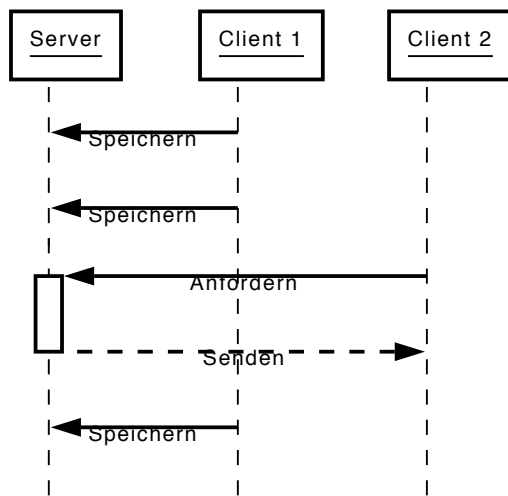 Server
Client 1
Client 2
Speichern
Speichern
Anfordern
Senden
Speichern